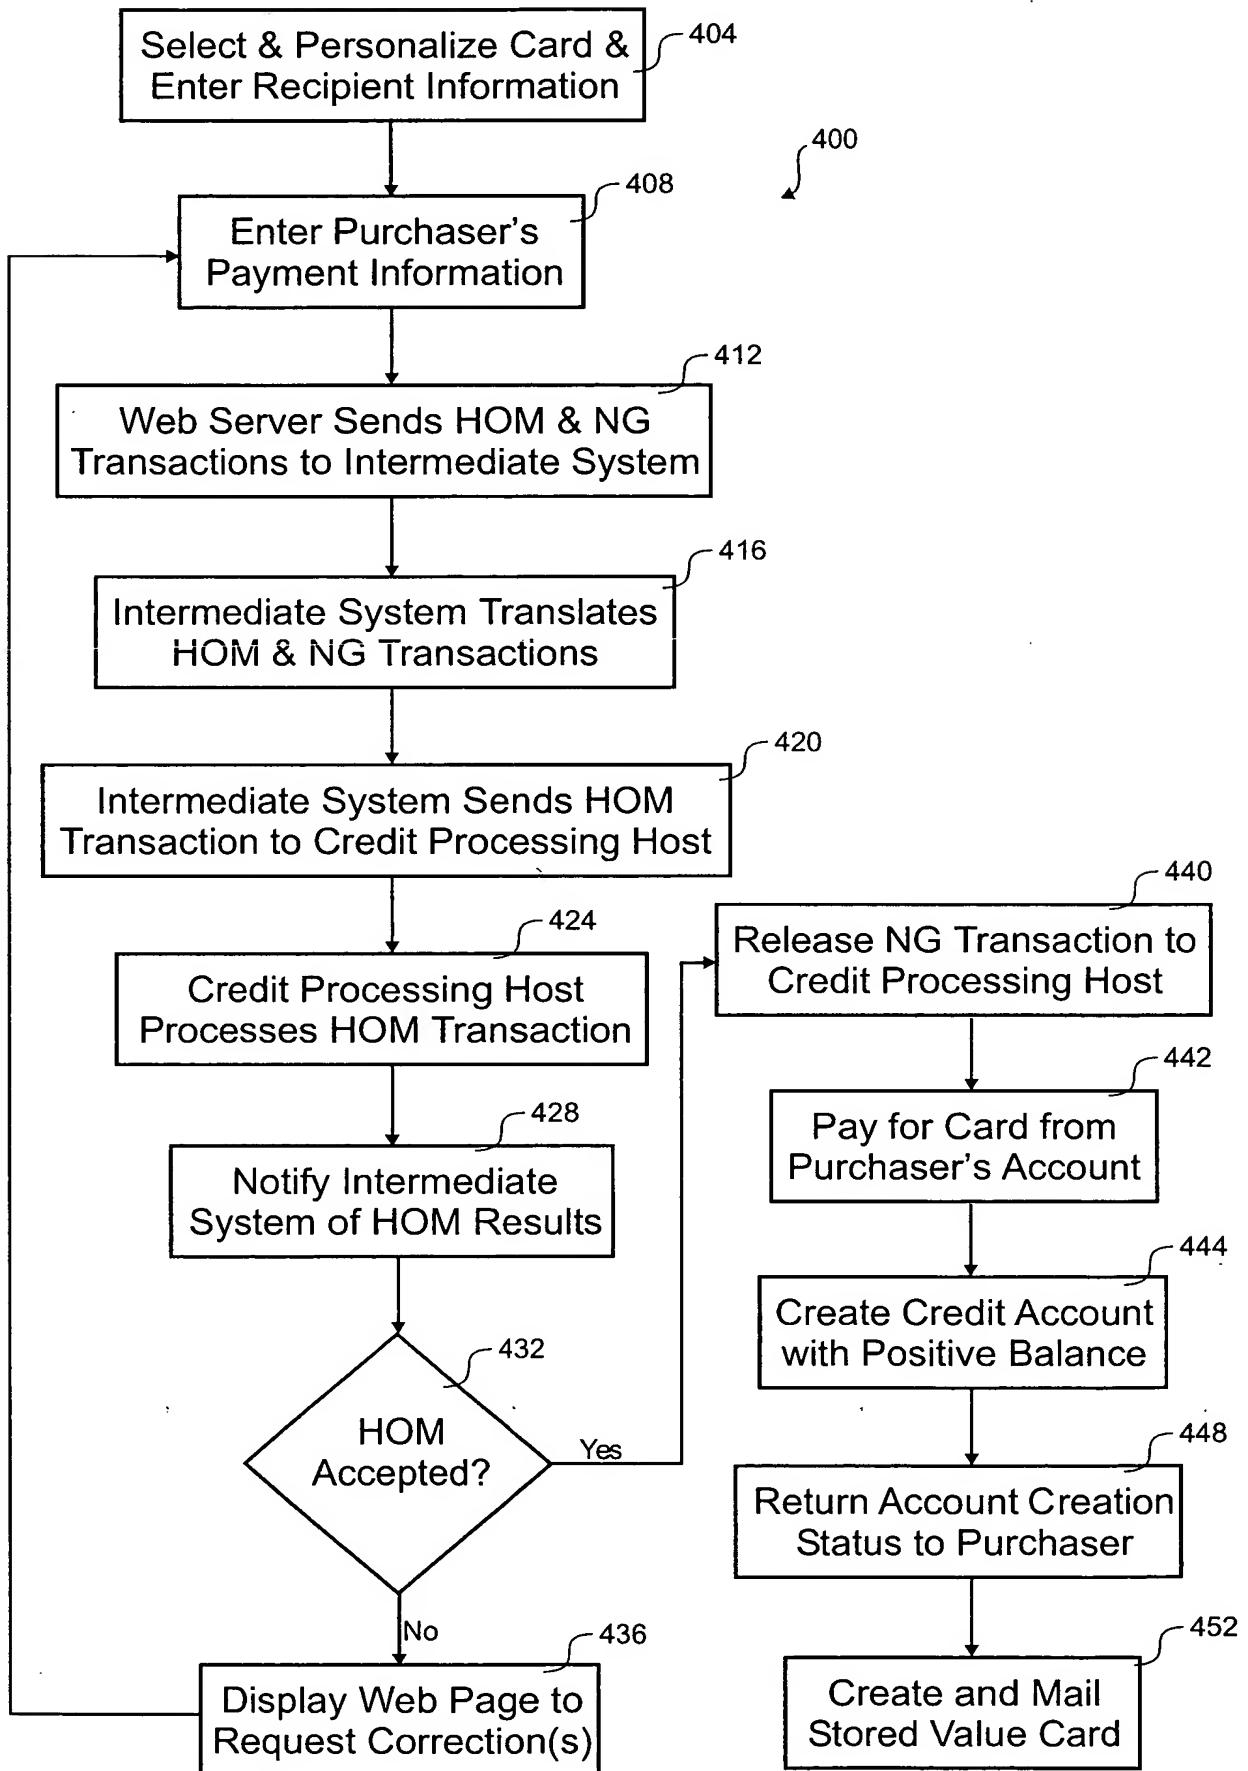 Select & Personalize Card &
Enter Recipient Information
404
400
408
Enter Purchaser's
Payment Information
412
Web Server Sends HOM & NG
Transactions to Intermediate System
416
Intermediate System Translates
HOM & NG Transactions
420
Intermediate System Sends HOM
Transaction to Credit Processing Host
424
Credit Processing Host
Processes HOM Transaction
428
Notify Intermediate
System of HOM Results
432
HOM
Accepted?
Yes
No
436
Display Web Page to
Request Correction(s)
440
Release NG Transaction to
Credit Processing Host
442
Pay for Card from
Purchaser's Account
444
Create Credit Account
with Positive Balance
448
Return Account Creation
Status to Purchaser
452
Create and Mail
Stored Value Card